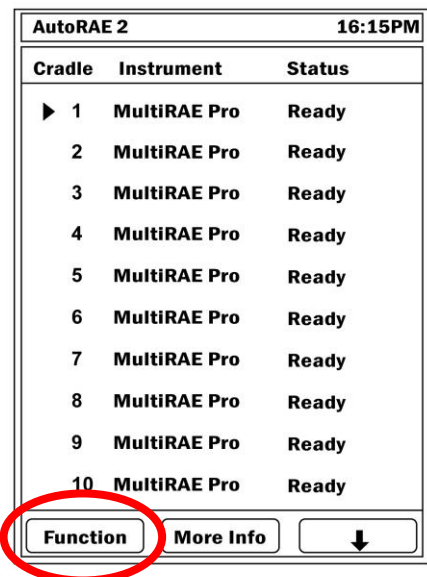 AutoRAE 2 16:15PM
Cradle Instrument Status
1 MultiRAE Pro Ready
2 MultiRAE Pro Ready
3 MultiRAE Pro Ready
4 MultiRAE Pro Ready
5 MultiRAE Pro Ready
6 MultiRAE Pro Ready
7 MultiRAE Pro Ready
8 MultiRAE Pro Ready
9 MultiRAE Pro Ready
10 MultiRAE Pro Ready
Function More Info